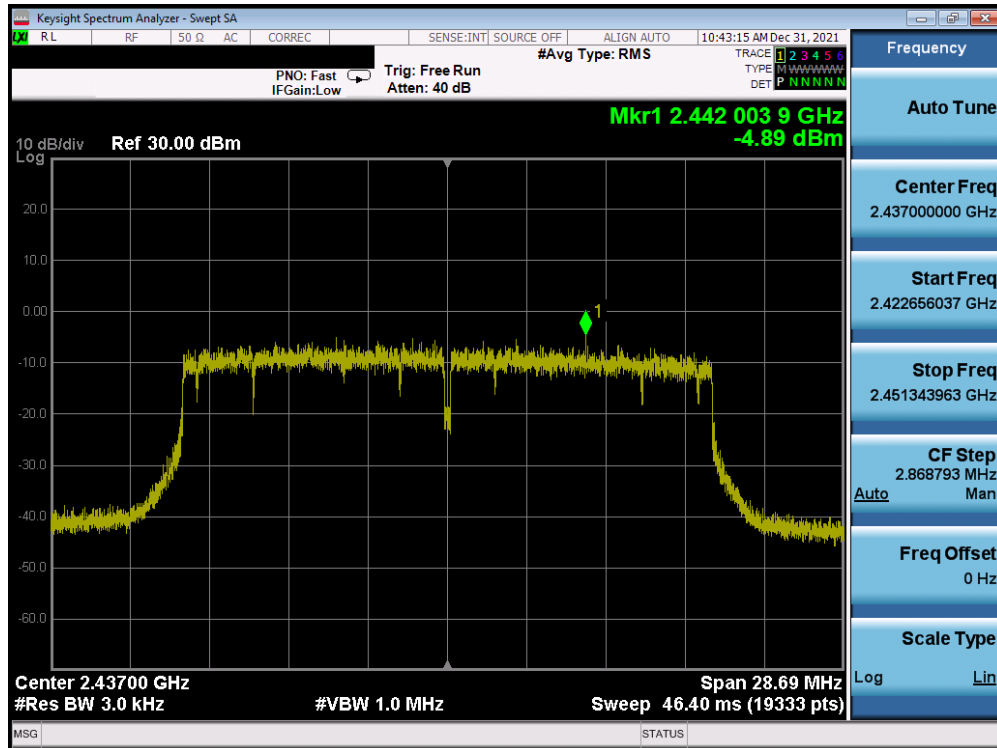 Keysight Spectrum Analyzer - Swept SA
LXI RL RF 50 Ω AC CORREC SENSE:INT SOURCE OFF ALIGN AUTO 10:43:15 AM Dec 31, 2021
#Avg Type: RMS
TRACE 1 2 3 4 5 6
PNO: Fast Trig: Free Run
TYPE M W W W W W
IFGain:Low Atten: 40 dB
DET P N N N N N
Mkr1 2.442 003 9 GHz
10 dB/div Ref 30.00 dBm -4.89 dBm
Log
20.0
10.0
0.00
1
-10.0
-20.0
-30.0
-40.0
-50.0
-60.0
Center 2.43700 GHz Span 28.69 MHz
#Res BW 3.0 kHz #VBW 1.0 MHz Sweep 46.40 ms (19333 pts)
MSG STATUS
Frequency
Auto Tune
Center Freq
2.437000000 GHz
Start Freq
2.422656037 GHz
Stop Freq
2.451343963 GHz
CF Step
2.868793 MHz
Auto Man
Freq Offset
0 Hz
Scale Type
Log Lin